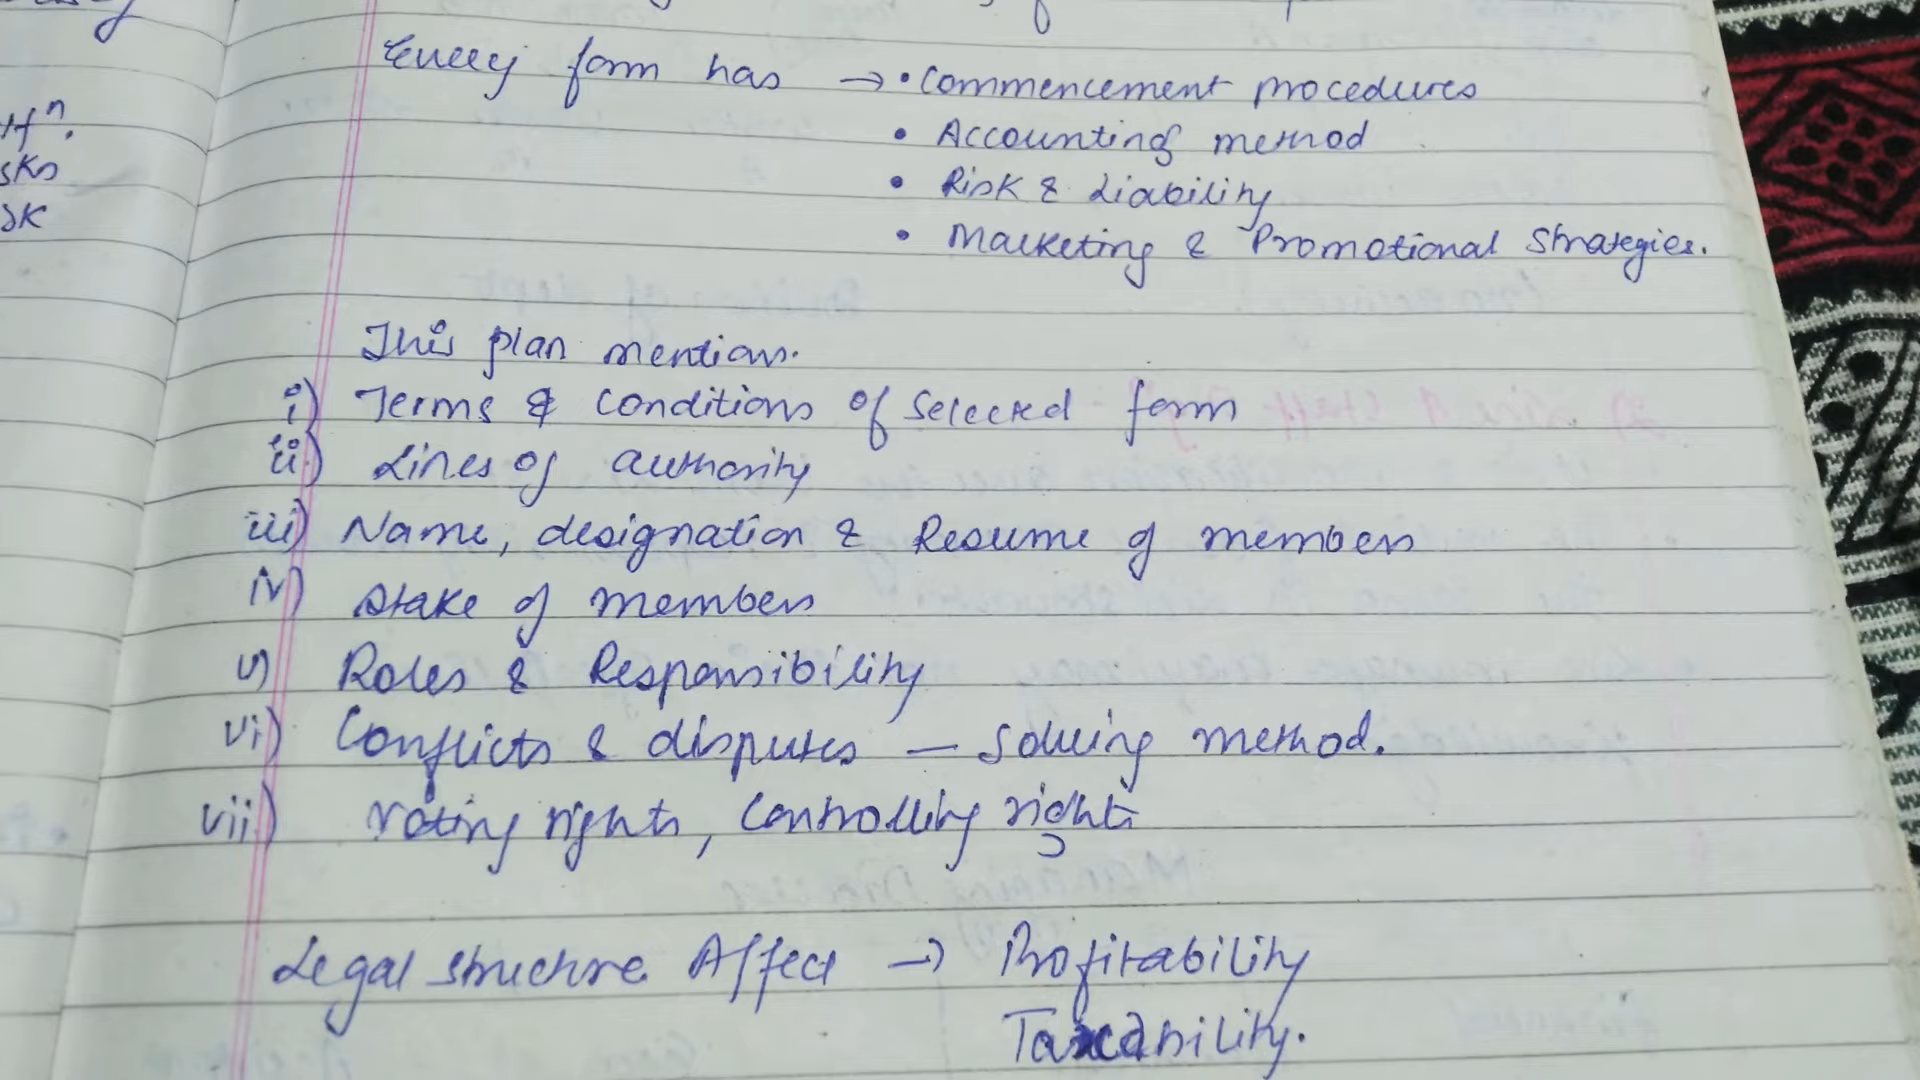 Every form has → • Commencement procedures
• Accounting method
• Risk & Liability
• Marketing & Promotional Strategies.
This plan mention.
i) Terms & conditions of selected form
ii) Lines of authority
iii) Name, designation & Resume of members
iv) stake of members
v) Roles & Responsibility
vi) Conflicts & disputes — solving method.
vii) voting rights, Controlling rights
Legal structure Affect → Profitability
Taxability.